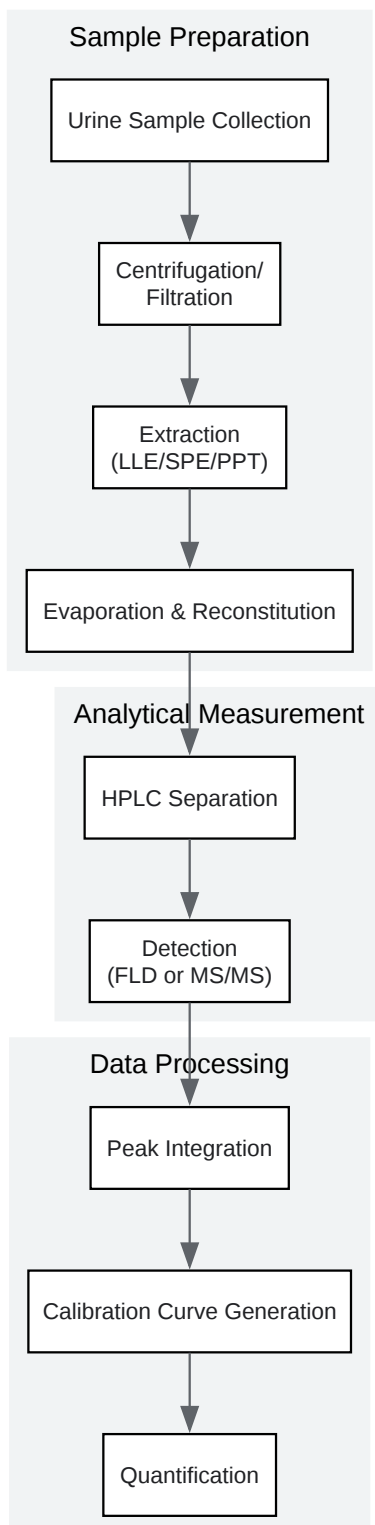 Sample Preparation
Urine Sample Collection
Centrifugation/
Filtration
Extraction
(LLE/SPE/PPT)
Evaporation & Reconstitution
Analytical Measurement
HPLC Separation
Detection
(FLD or MS/MS)
Data Processing
Peak Integration
Calibration Curve Generation
Quantification